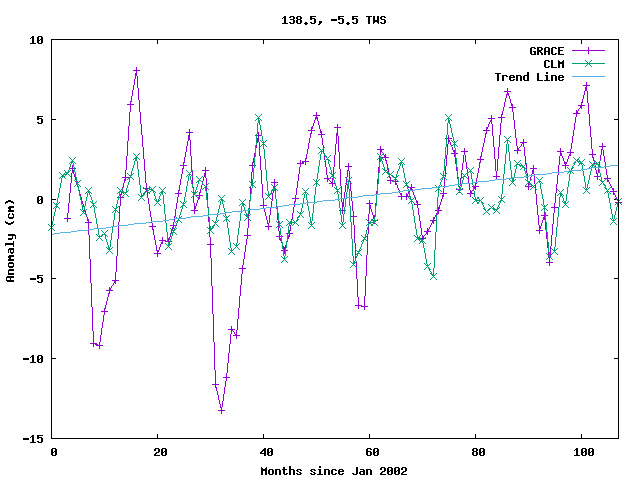 138.5, -5.5 TWS
GRACE
CLM
Trend Line
10
5
0
-5
-10
-15
Anomaly (cm)
0 20 40 60 80 100
Months since Jan 2002